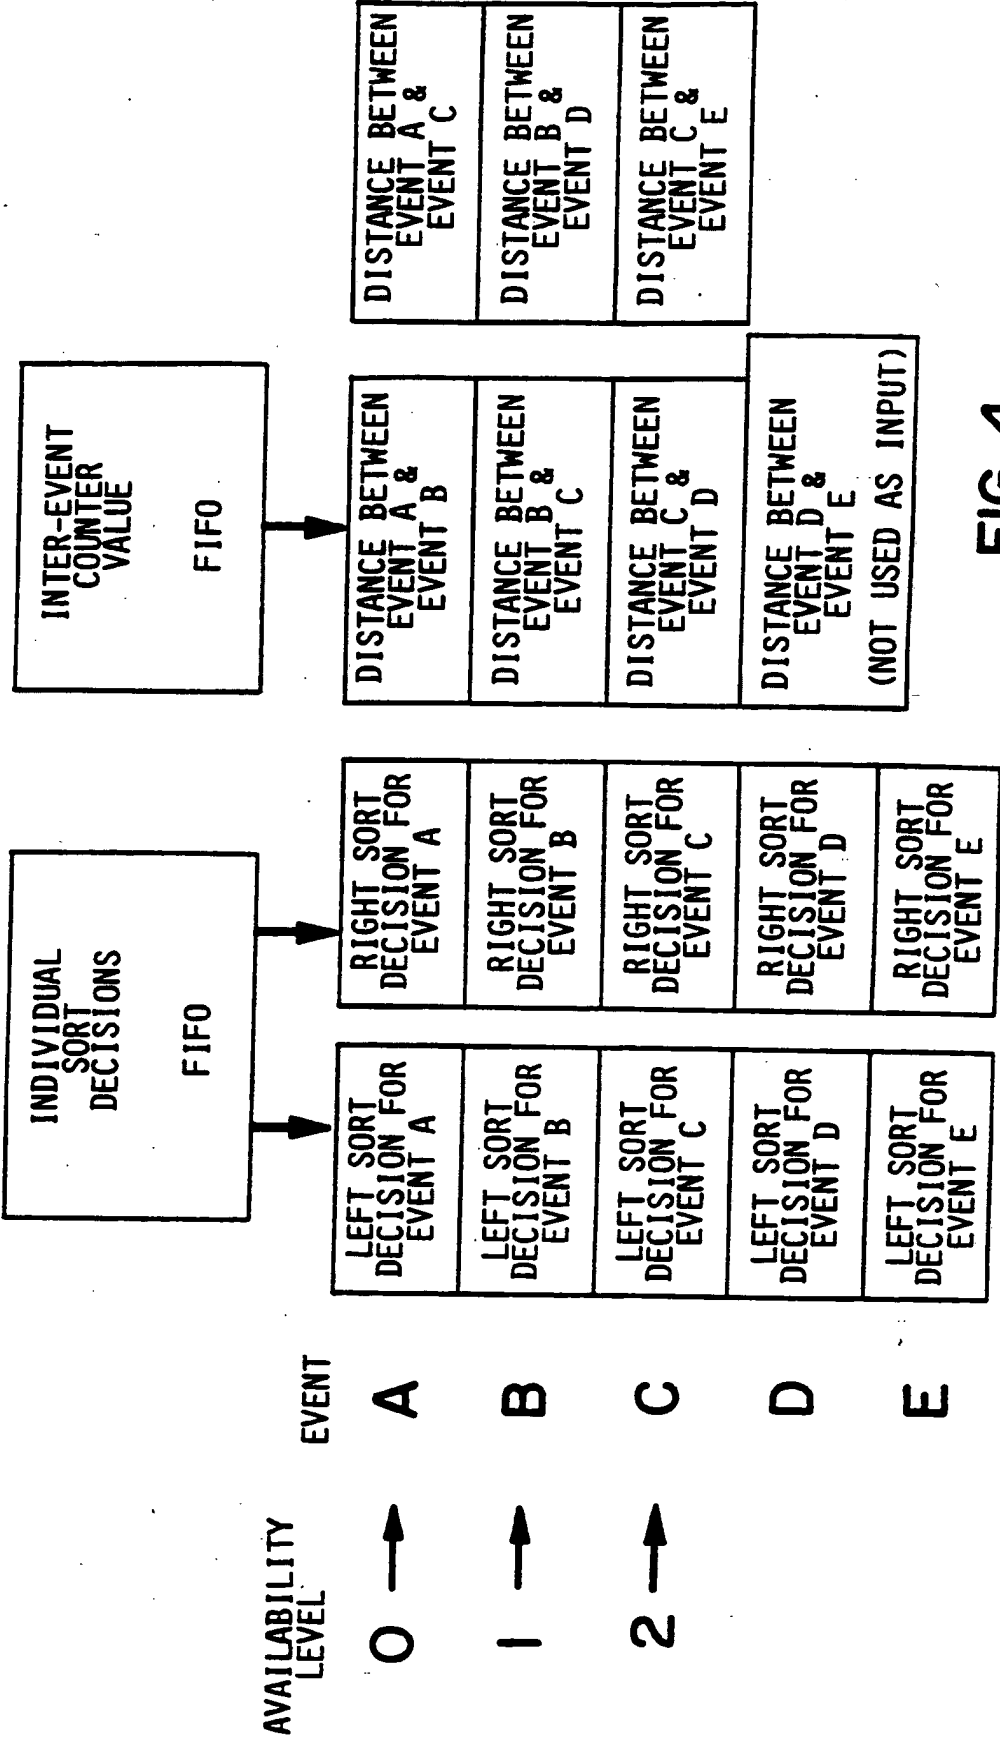 INDIVIDUAL
SORT
DECISIONS
FIFO
INTER-EVENT
COUNTER
VALUE
FIFO
AVAILABILITY
LEVEL
EVENT
0
A
LEFT SORT
DECISION FOR
EVENT A
RIGHT SORT
DECISION FOR
EVENT A
DISTANCE BETWEEN
EVENT A &
EVENT B
DISTANCE BETWEEN
EVENT A &
EVENT C
1
B
LEFT SORT
DECISION FOR
EVENT B
RIGHT SORT
DECISION FOR
EVENT B
DISTANCE BETWEEN
EVENT B &
EVENT C
DISTANCE BETWEEN
EVENT B &
EVENT D
2
C
LEFT SORT
DECISION FOR
EVENT C
RIGHT SORT
DECISION FOR
EVENT C
DISTANCE BETWEEN
EVENT C &
EVENT D
DISTANCE BETWEEN
EVENT C &
EVENT E
D
LEFT SORT
DECISION FOR
EVENT D
RIGHT SORT
DECISION FOR
EVENT D
DISTANCE BETWEEN
EVENT D &
EVENT E
(NOT USED AS INPUT)
E
LEFT SORT
DECISION FOR
EVENT E
RIGHT SORT
DECISION FOR
EVENT E